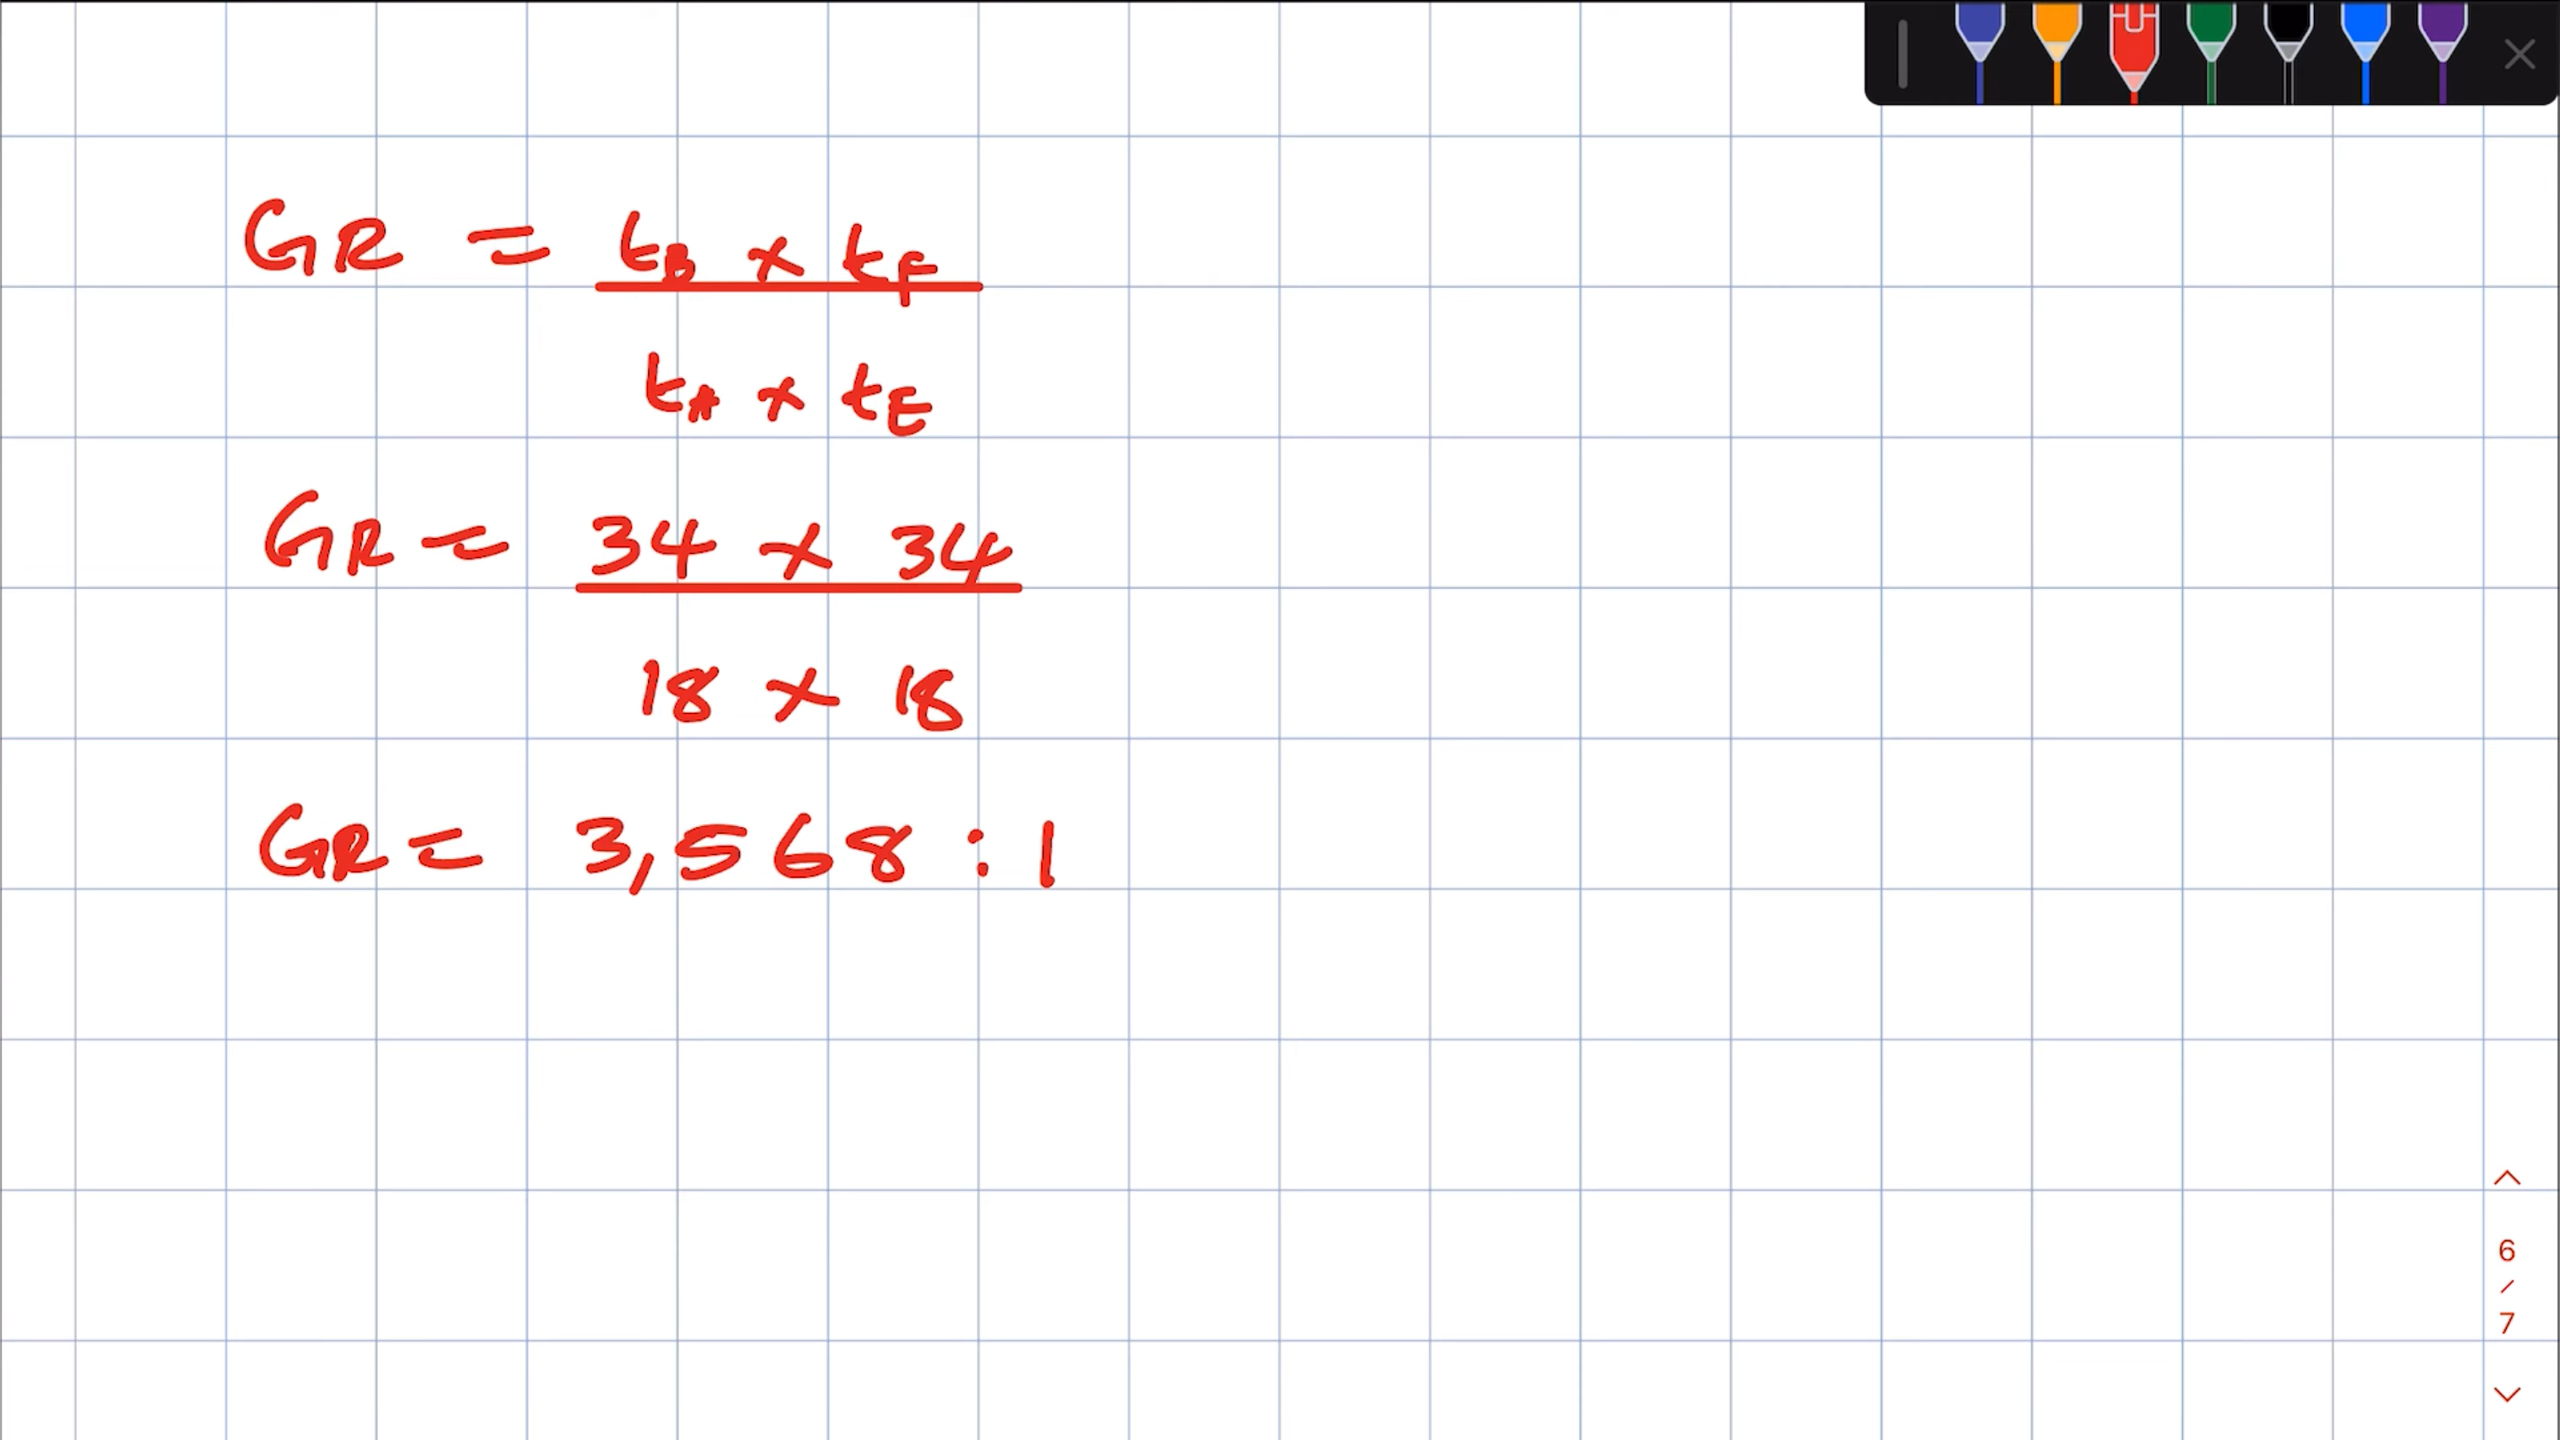 GR = tB x tF
tA x tE
GR = 34 x 34
18 x 18
GR = 3,568 : 1
6
/
7